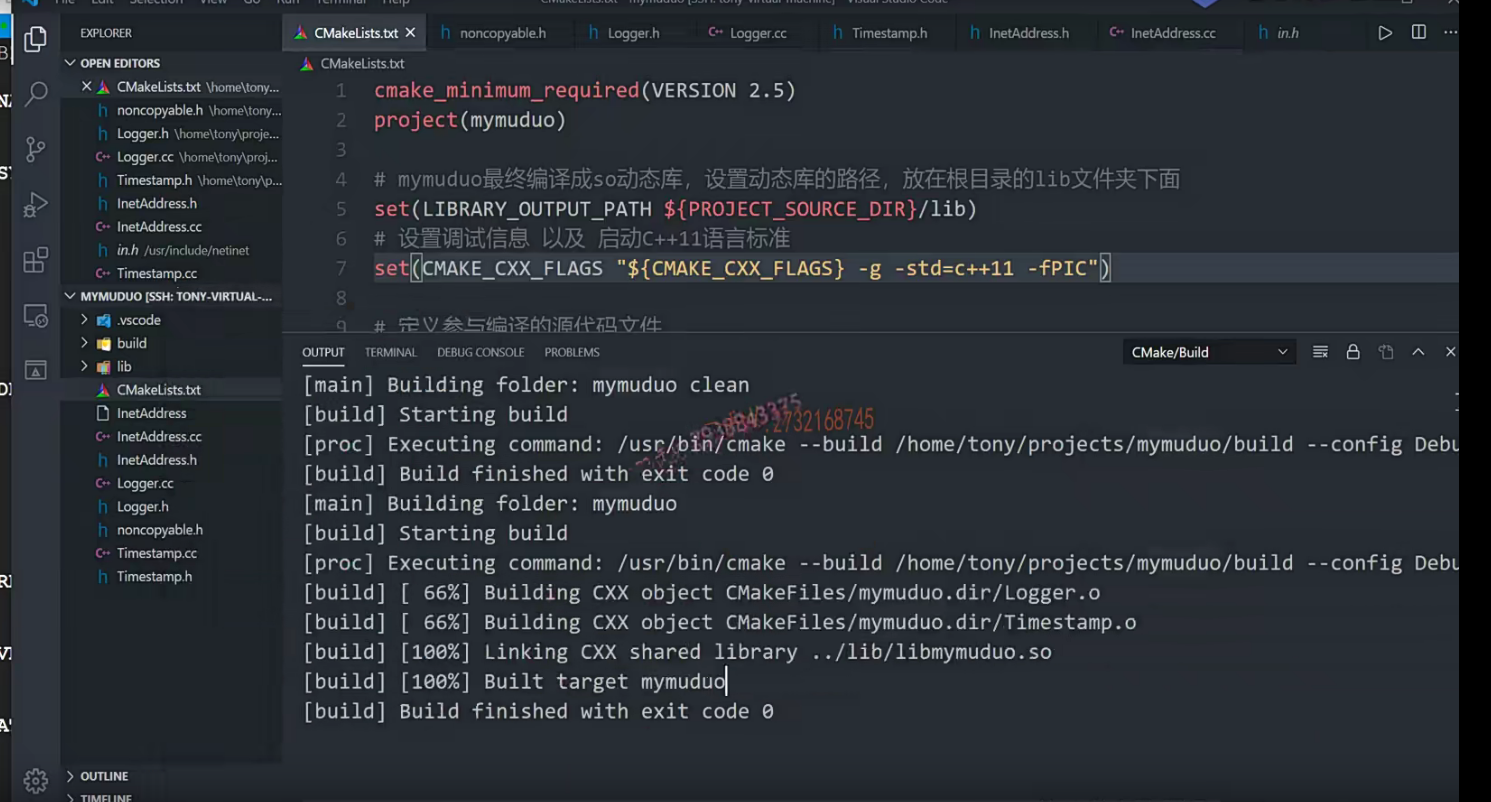 File Edit Selection View Go Run Terminal Help
EXPLORER
OPEN EDITORS
CMakeLists.txt \home\tony...
noncopyable.h \home\tony...
Logger.h \home\tony\proje...
Logger.cc \home\tony\proj...
Timestamp.h \home\tony\p...
InetAddress.h
InetAddress.cc
in.h /usr/include/netinet
Timestamp.cc
MYMUDUO [SSH: TONY-VIRTUAL-...
.vscode
build
lib
CMakeLists.txt
InetAddress
InetAddress.cc
InetAddress.h
Logger.cc
Logger.h
noncopyable.h
Timestamp.cc
Timestamp.h
OUTLINE
TIMELINE
CMakeLists.txt
noncopyable.h
Logger.h
Logger.cc
Timestamp.h
InetAddress.h
InetAddress.cc
in.h
CMakeLists.txt
1 cmake_minimum_required(VERSION 2.5)
2 project(mymuduo)
3
4 # mymuduo最终编译成so动态库，设置动态库的路径，放在根目录的lib文件夹下面
5 set(LIBRARY_OUTPUT_PATH ${PROJECT_SOURCE_DIR}/lib)
6 # 设置调试信息 以及 启动C++11语言标准
7 set(CMAKE_CXX_FLAGS "${CMAKE_CXX_FLAGS} -g -std=c++11 -fPIC")
8
9 # 定义参与编译的源代码文件
OUTPUT TERMINAL DEBUG CONSOLE PROBLEMS
CMake/Build
[main] Building folder: mymuduo clean
[build] Starting build
[proc] Executing command: /usr/bin/cmake --build /home/tony/projects/mymuduo/build --config Debu
[build] Build finished with exit code 0
[main] Building folder: mymuduo
[build] Starting build
[proc] Executing command: /usr/bin/cmake --build /home/tony/projects/mymuduo/build --config Debu
[build] [ 66%] Building CXX object CMakeFiles/mymuduo.dir/Logger.o
[build] [ 66%] Building CXX object CMakeFiles/mymuduo.dir/Timestamp.o
[build] [100%] Linking CXX shared library ../lib/libmymuduo.so
[build] [100%] Built target mymuduo
[build] Build finished with exit code 0